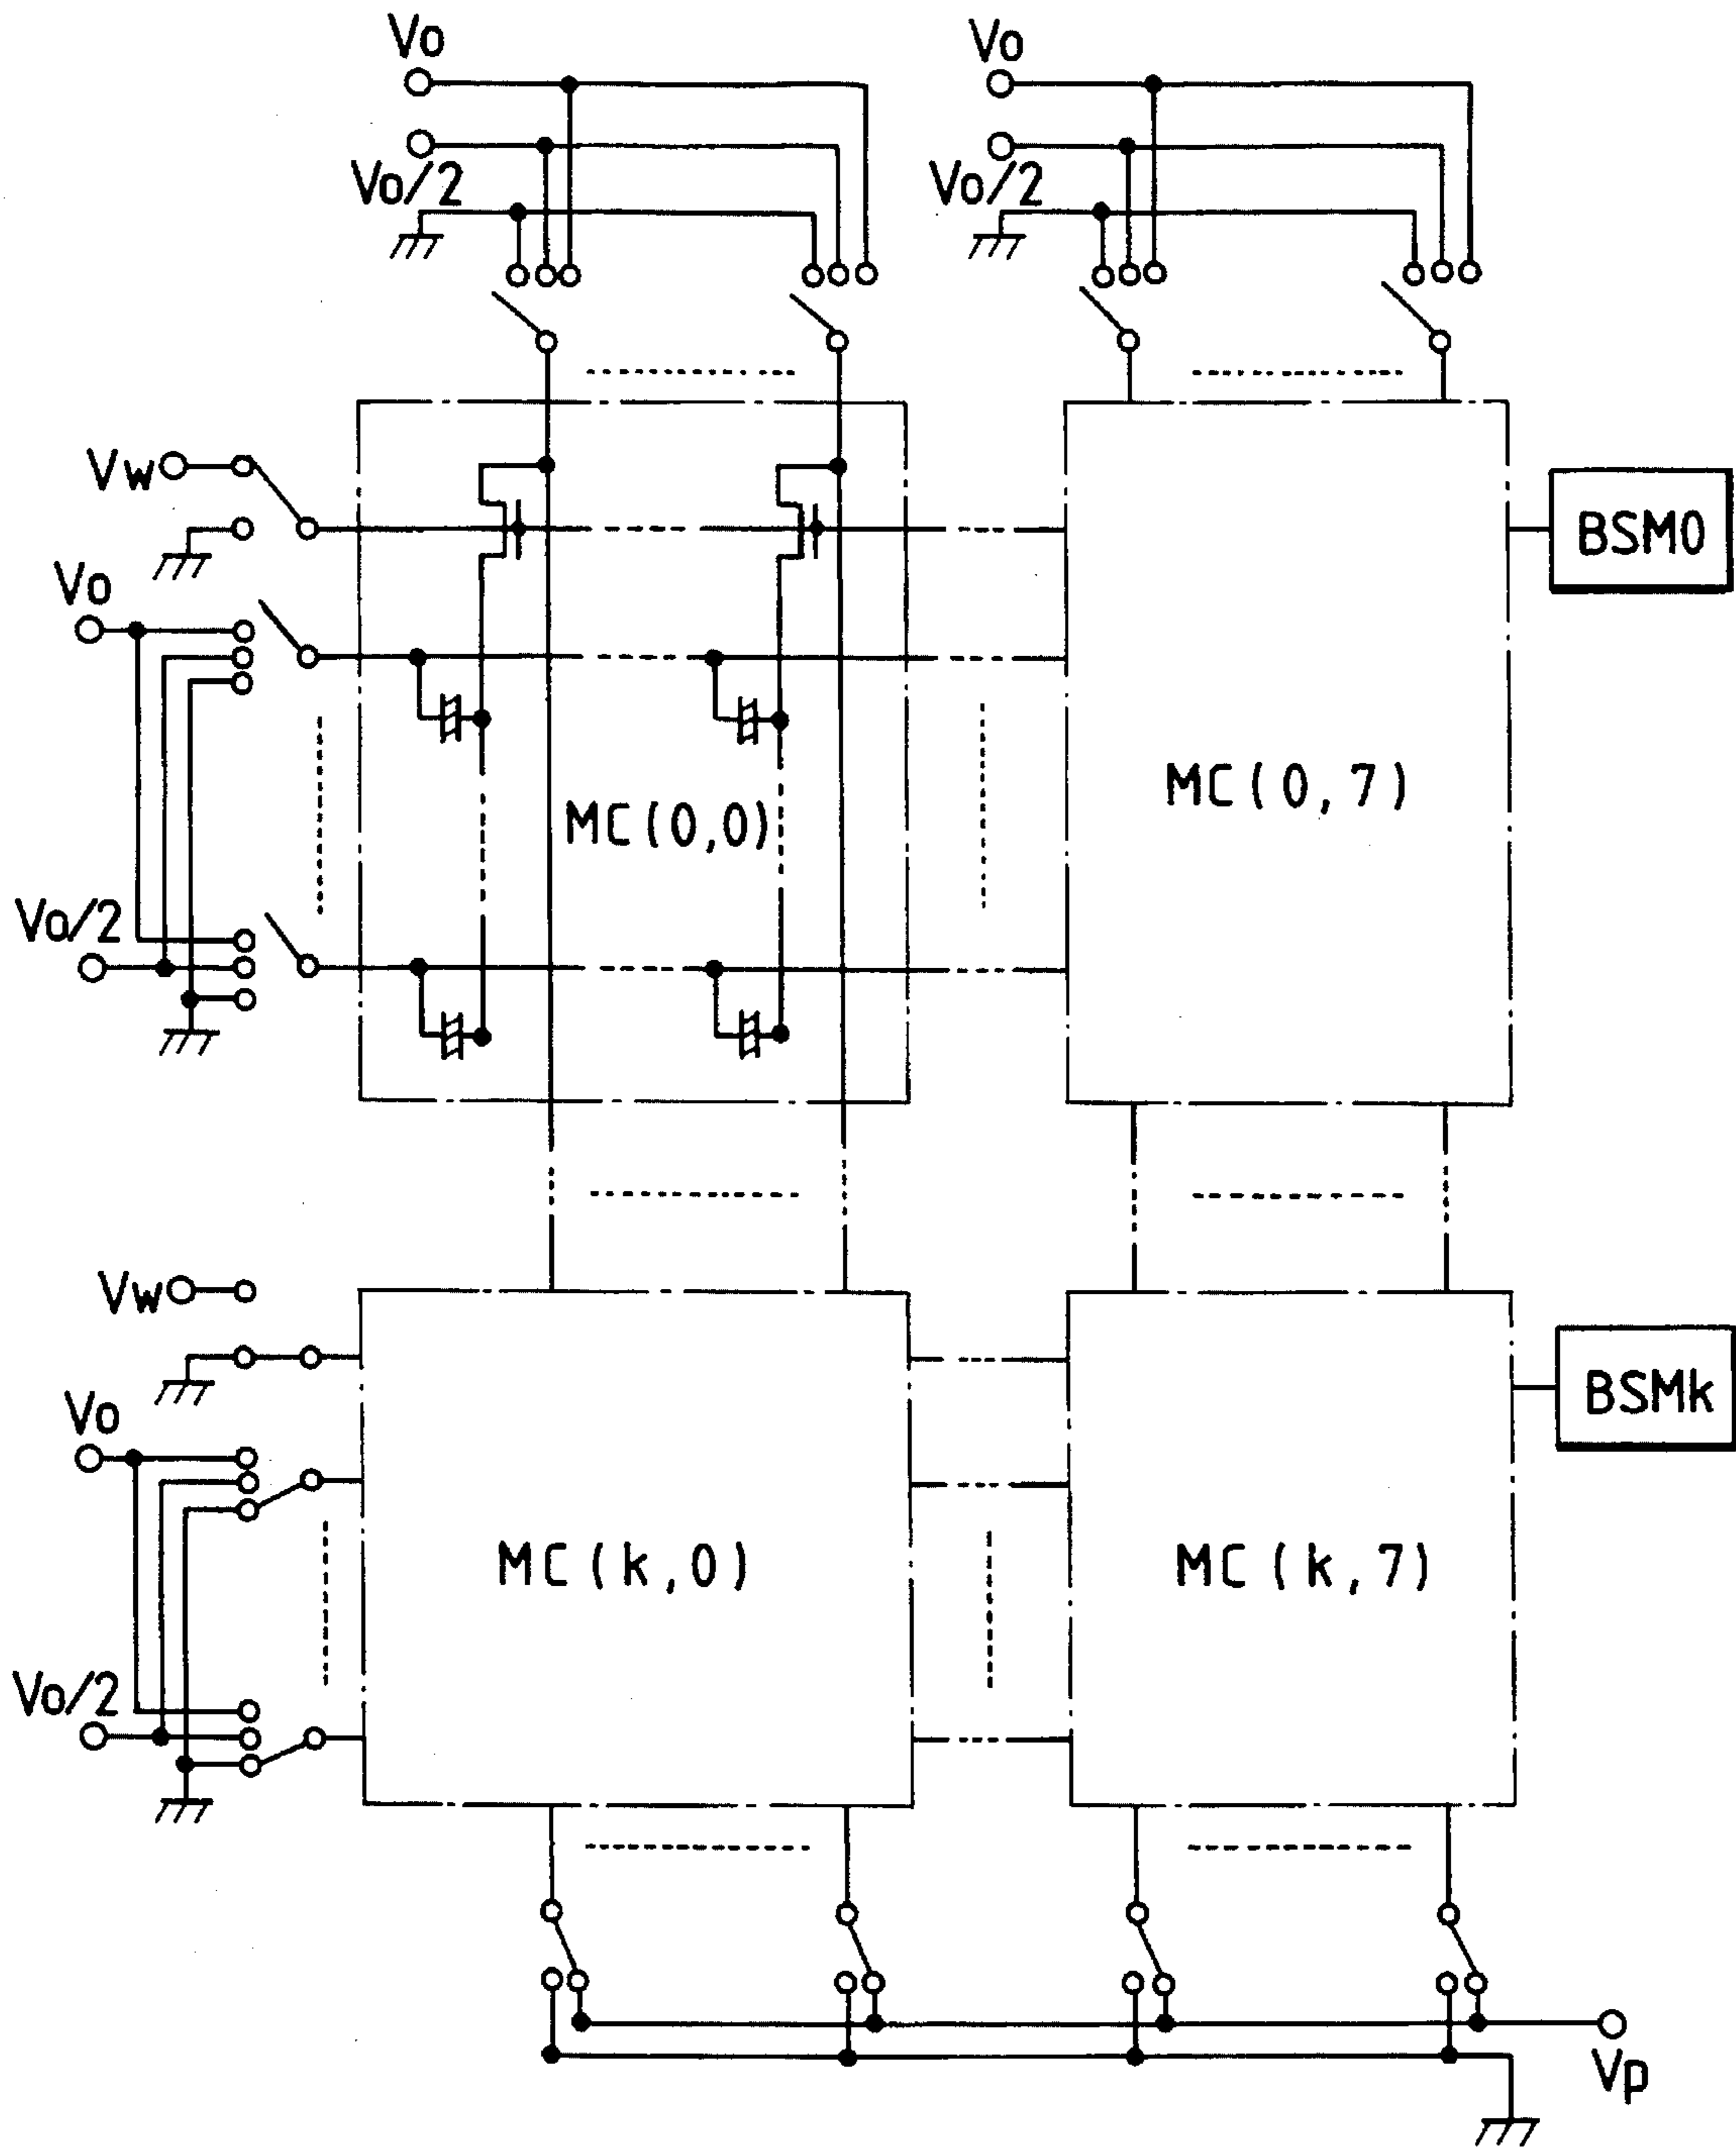 Vo
Vo
Vo/2
Vo/2
Vw
BSM0
Vo
MC(0,7)
MC(0,0)
Vo/2
Vw
BSMk
Vo
MC(k,0)
MC(k,7)
Vo/2
Vp